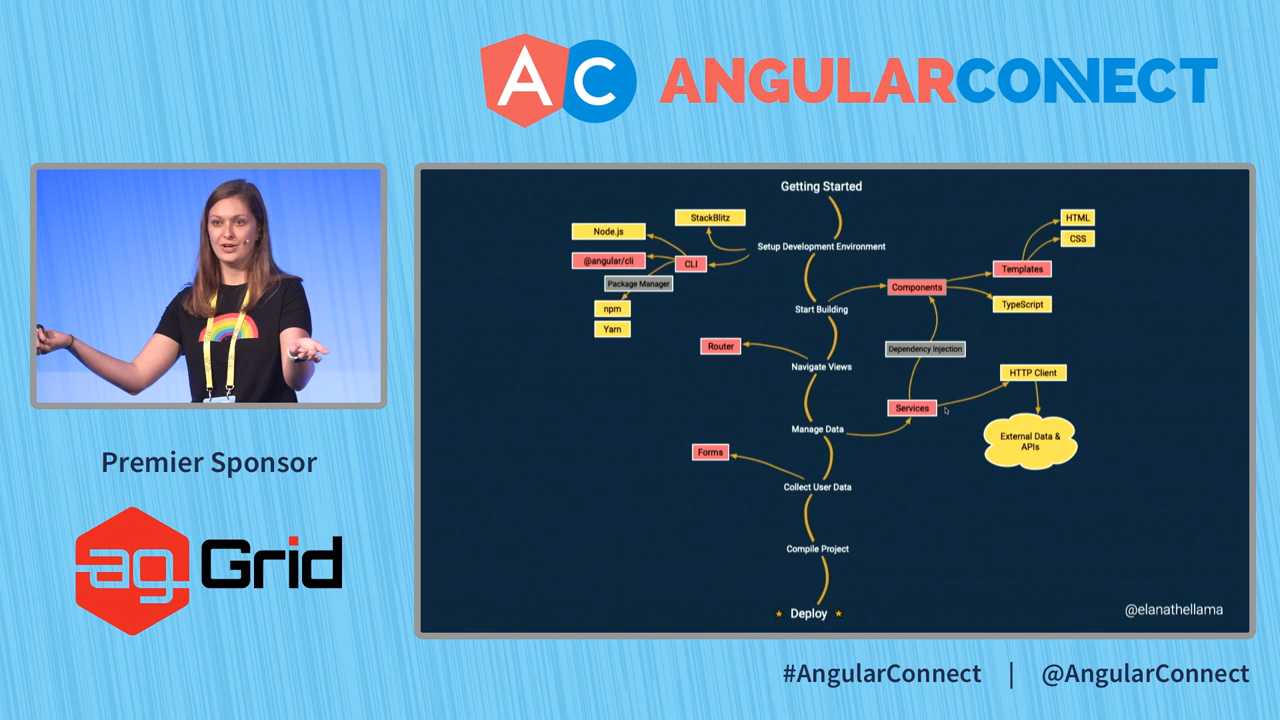 AC ANGULARCONNECT
Getting Started
StackBlitz
HTML
Node.js
CSS
Setup Development Environment
@angular/cli
CLI
Templates
Package Manager
Components
npm
Start Building
TypeScript
Yarn
Router
Dependency Injection
Navigate Views
HTTP Client
Services
Manage Data
External Data &
APIs
Forms
Collect User Data
Compile Project
★ Deploy ★
@elanathellama
Premier Sponsor
ag Grid
#AngularConnect | @AngularConnect